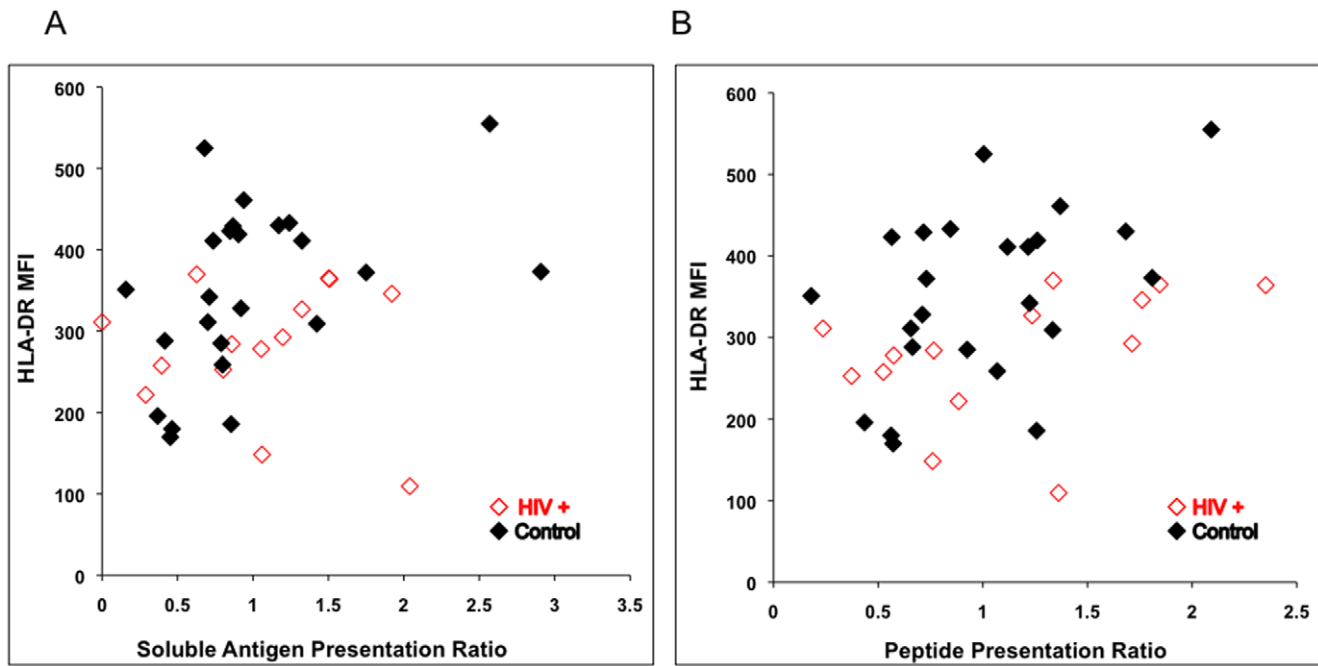 A
B
600
500
400
300
200
100
0
HLA-DR MFI
0 0.5 1 1.5 2 2.5 3 3.5
Soluble Antigen Presentation Ratio
HIV +
Control
600
500
400
300
200
100
0
HLA-DR MFI
0 0.5 1 1.5 2 2.5
Peptide Presentation Ratio
HIV +
Control